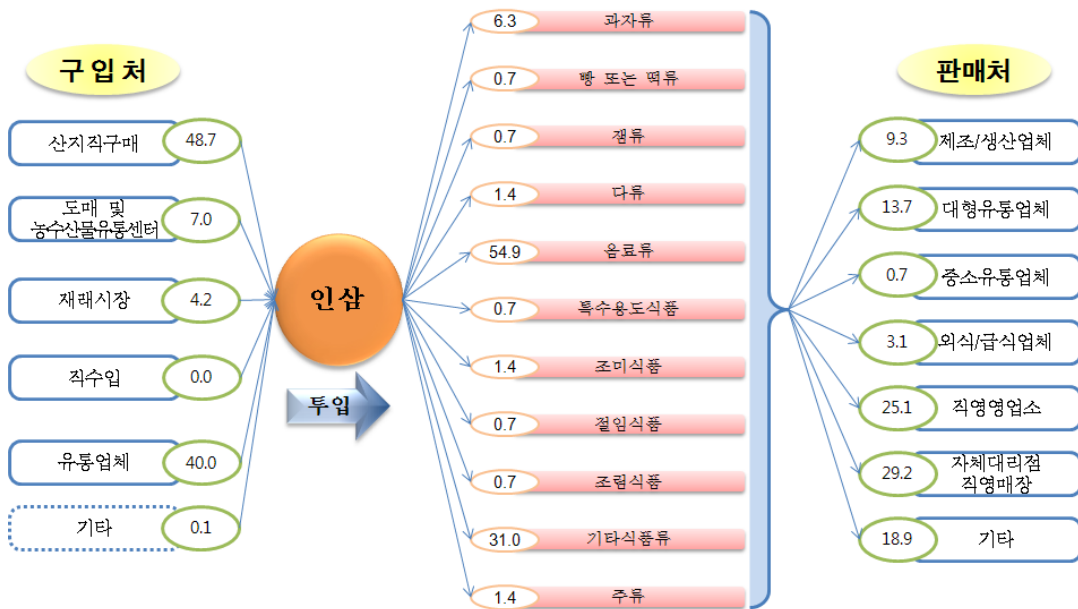 구입처
산지직구매
48.7
도매 및
농수산물유통센터
7.0
재래시장
4.2
직수입
0.0
유통업체
40.0
기타
0.1
인삼
투입
6.3
과자류
0.7
빵 또는 떡류
0.7
잼류
1.4
다류
54.9
음료류
0.7
특수용도식품
1.4
조미식품
0.7
절임식품
0.7
조림식품
31.0
기타식품류
1.4
주류
판매처
9.3
제조/생산업체
13.7
대형유통업체
0.7
중소유통업체
3.1
외식/급식업체
25.1
직영영업소
29.2
자체대리점
직영매장
18.9
기타